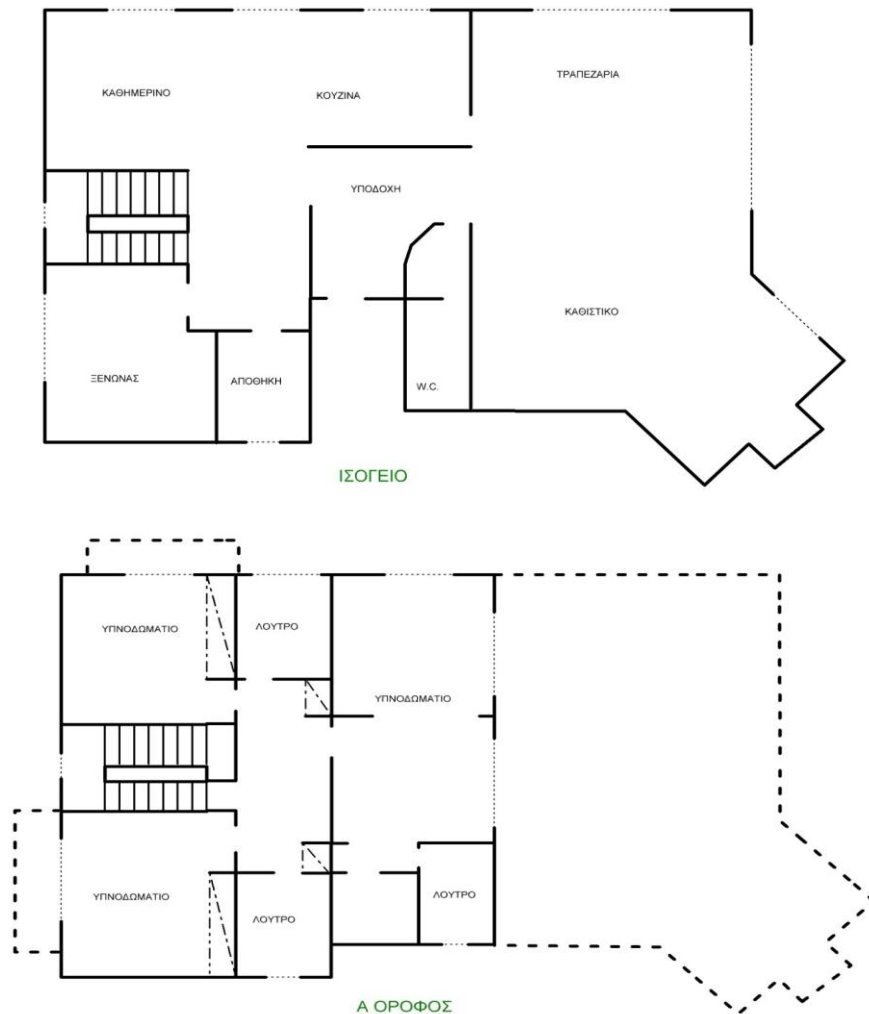 ΤΡΑΠΕΖΑΡΙΑ
ΚΑΘΗΜΕΡΙΝΟ
ΚΟΥΖΙΝΑ
ΥΠΟΔΟΧΗ
ΚΑΘΙΣΤΙΚΟ
ΞΕΝΩΝΑΣ
ΑΠΟΘΗΚΗ
W.C.
ΙΣΟΓΕΙΟ
ΥΠΝΟΔΩΜΑΤΙΟ
ΛΟΥΤΡΟ
ΥΠΝΟΔΩΜΑΤΙΟ
ΥΠΝΟΔΩΜΑΤΙΟ
ΛΟΥΤΡΟ
ΛΟΥΤΡΟ
Α ΟΡΟΦΟΣ